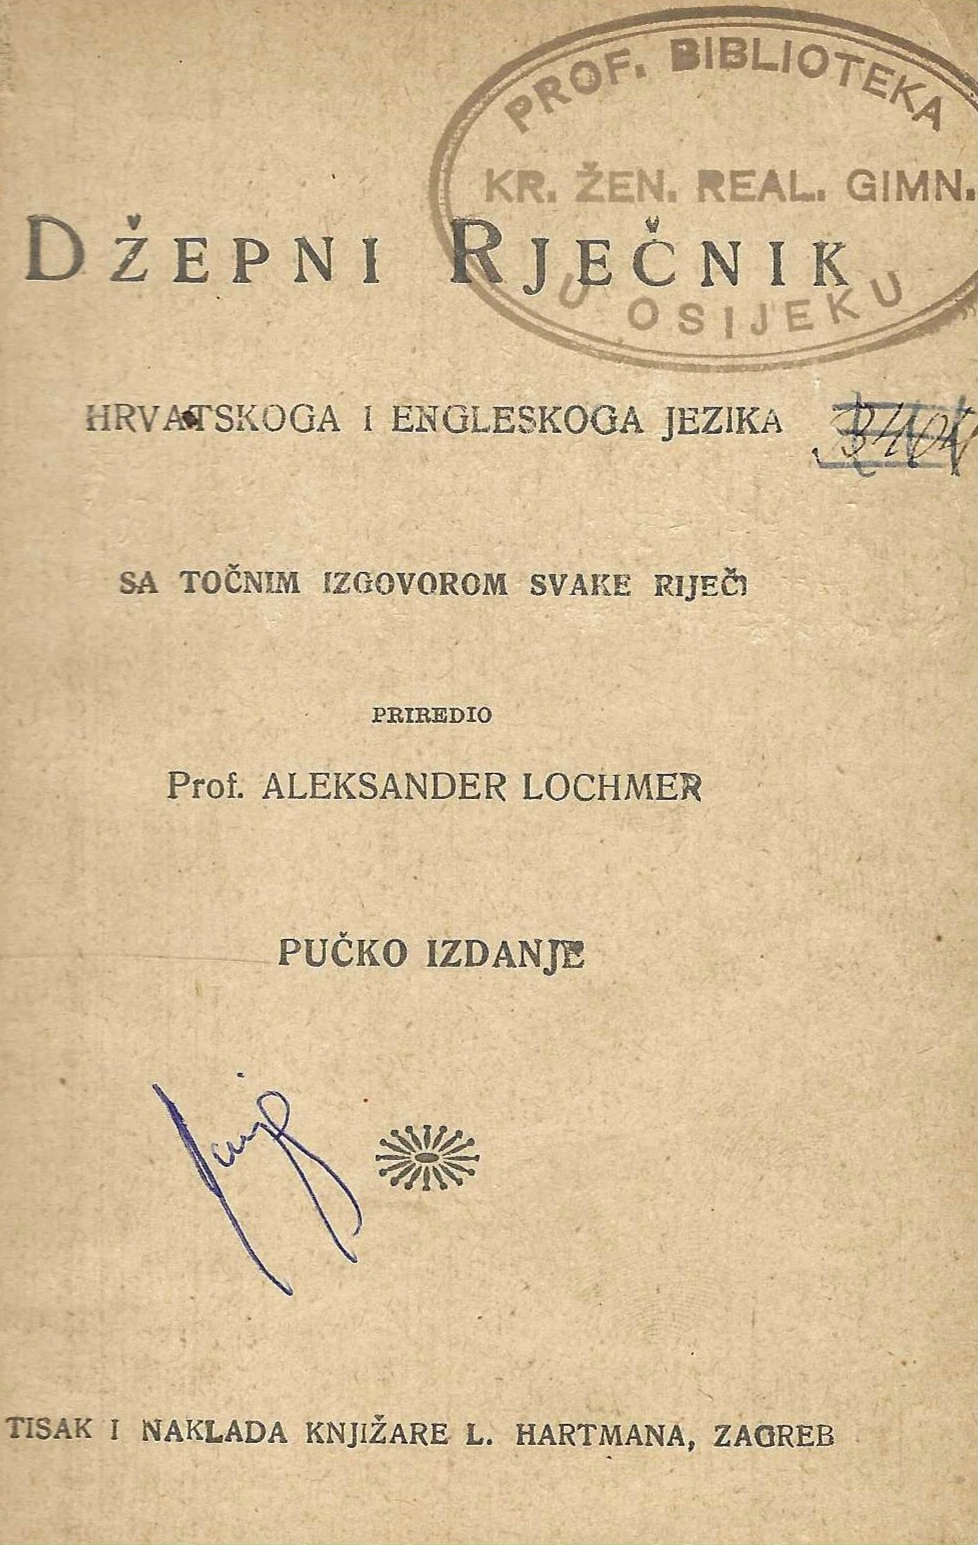 PROF. BIBLIOTEKA
KR. ŽEN. REAL. GIMN.
U OSIJEKU
DŽEPNI RJEČNIK
HRVATSKOGA I ENGLESKOGA JEZIKA
SA TOČNIM IZGOVOROM SVAKE RIJEČI
PRIREDIO
Prof. ALEKSANDER LOCHMER
PUČKO IZDANJE
TISAK I NAKLADA KNJIŽARE L. HARTMANA, ZAGREB